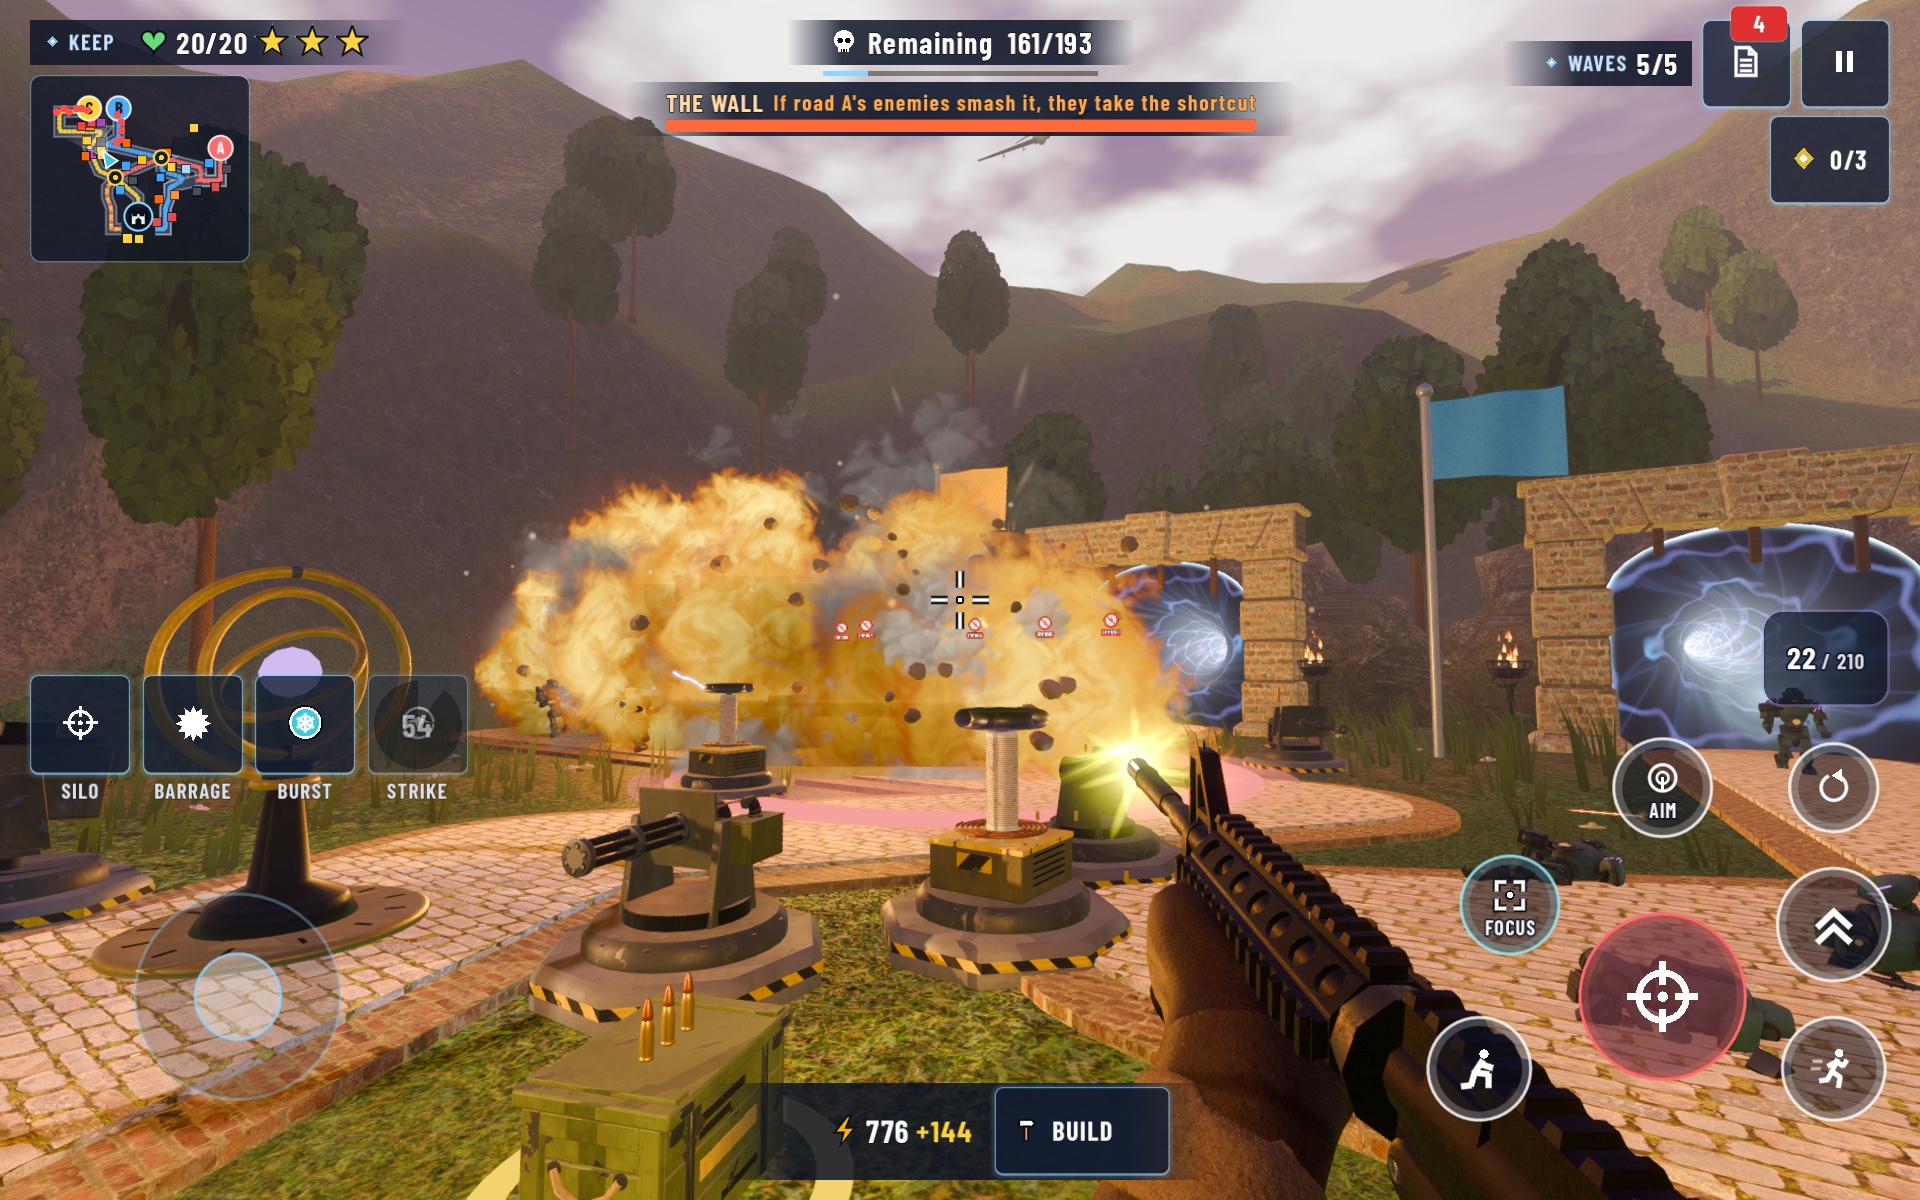 KEEP 20/20
Remaining 161/193
WAVES 5/5
4
THE WALL If road A's enemies smash it, they take the shortcut
C B
A
0/3
22 / 210
54
SILO BARRAGE BURST STRIKE
AIM
FOCUS
776 +144
BUILD